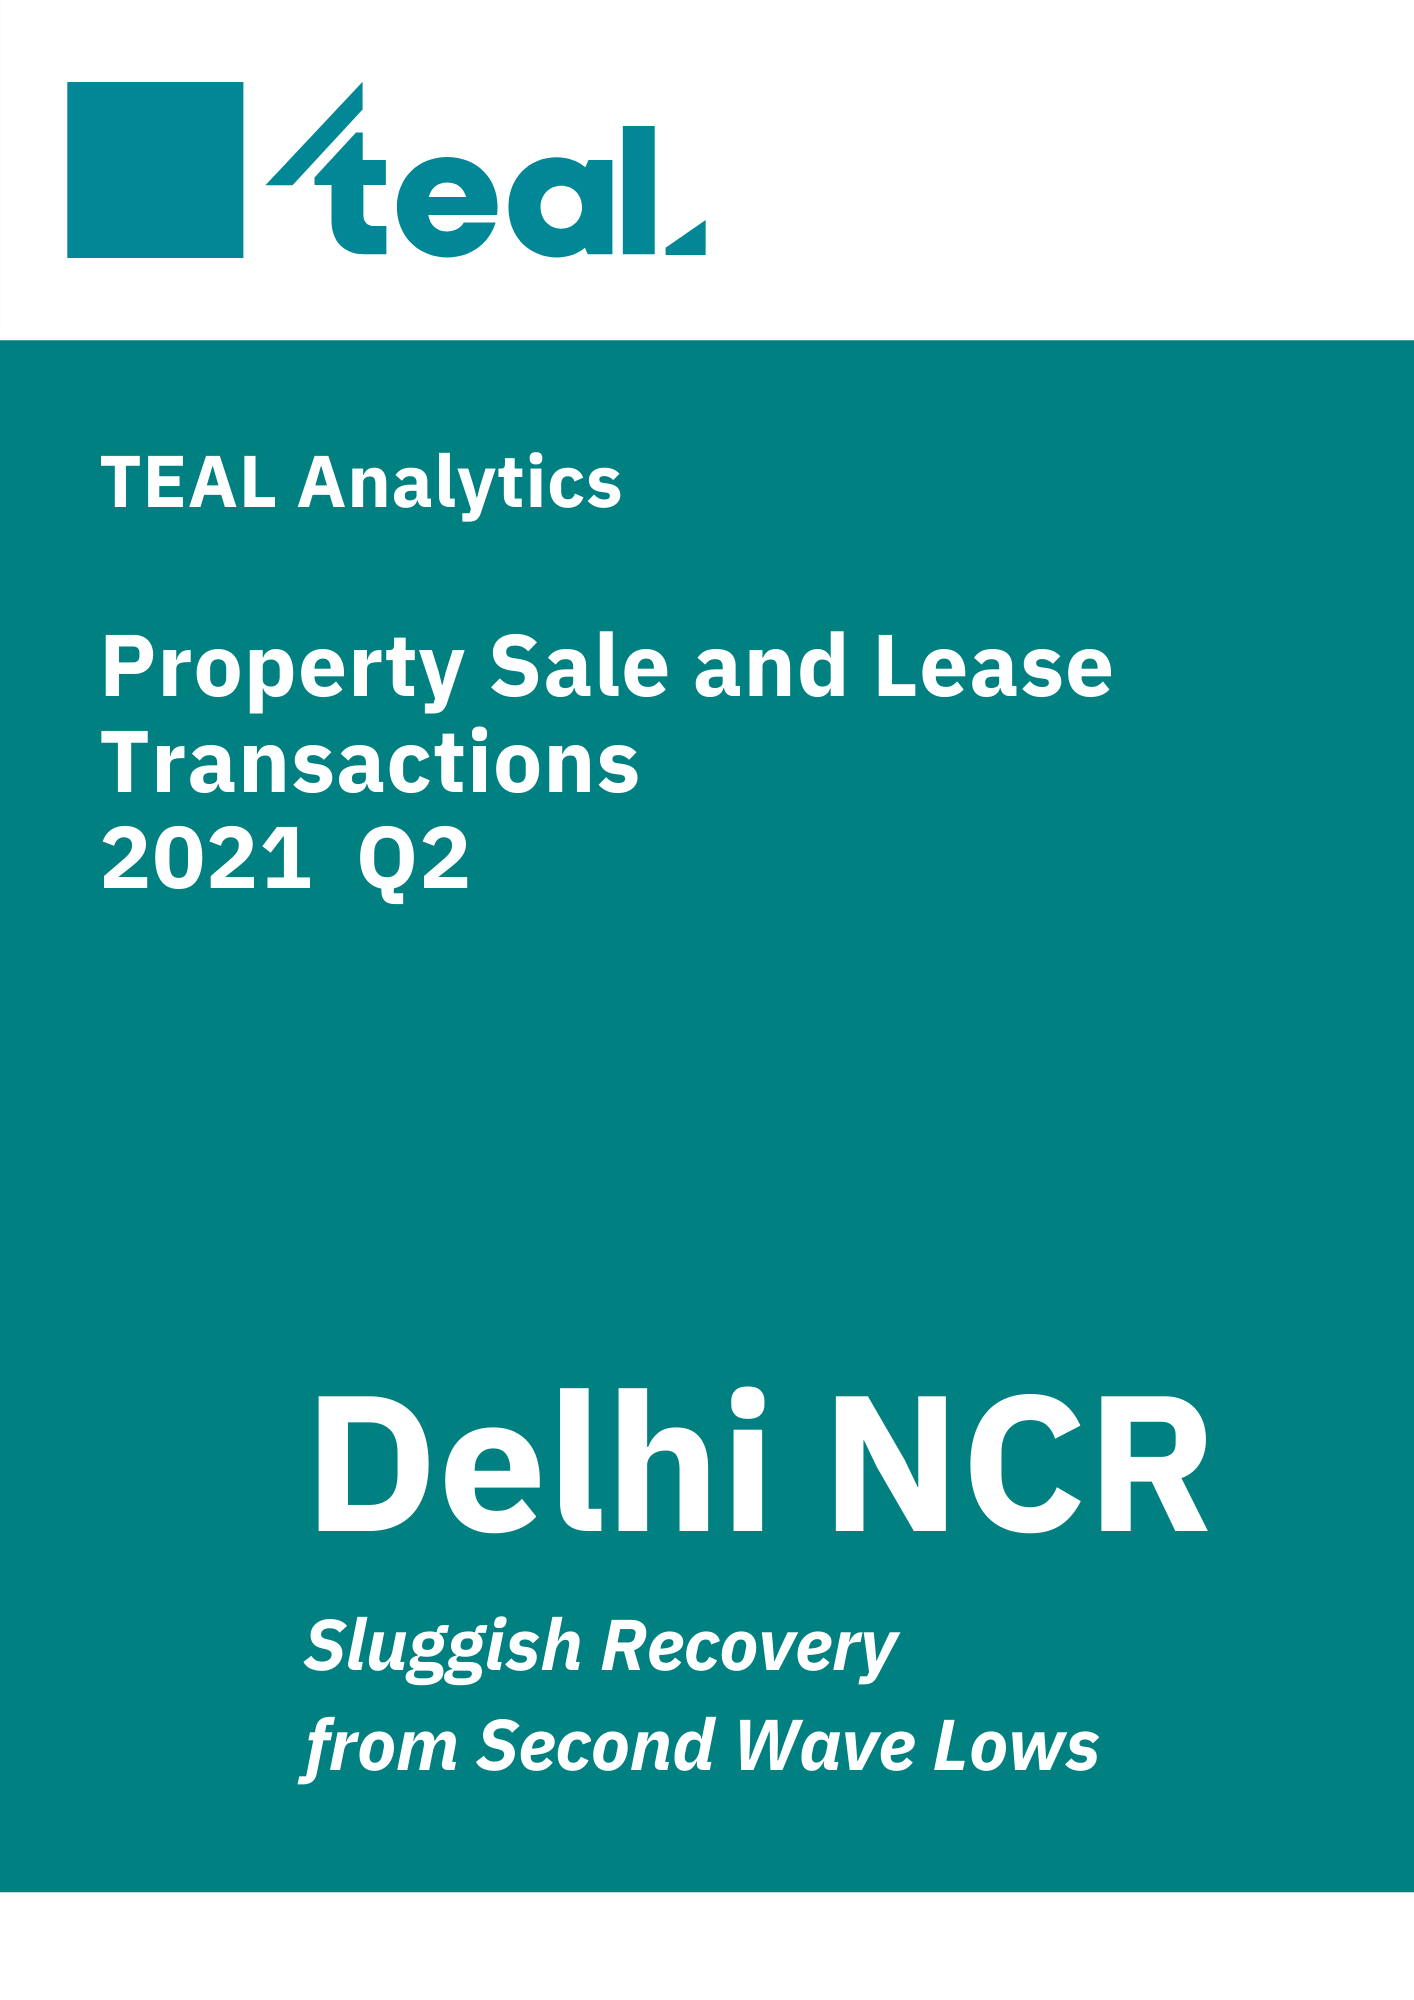 teal
TEAL Analytics
Property Sale and Lease
Transactions
2021 Q2
Delhi NCR
Sluggish Recovery
from Second Wave Lows